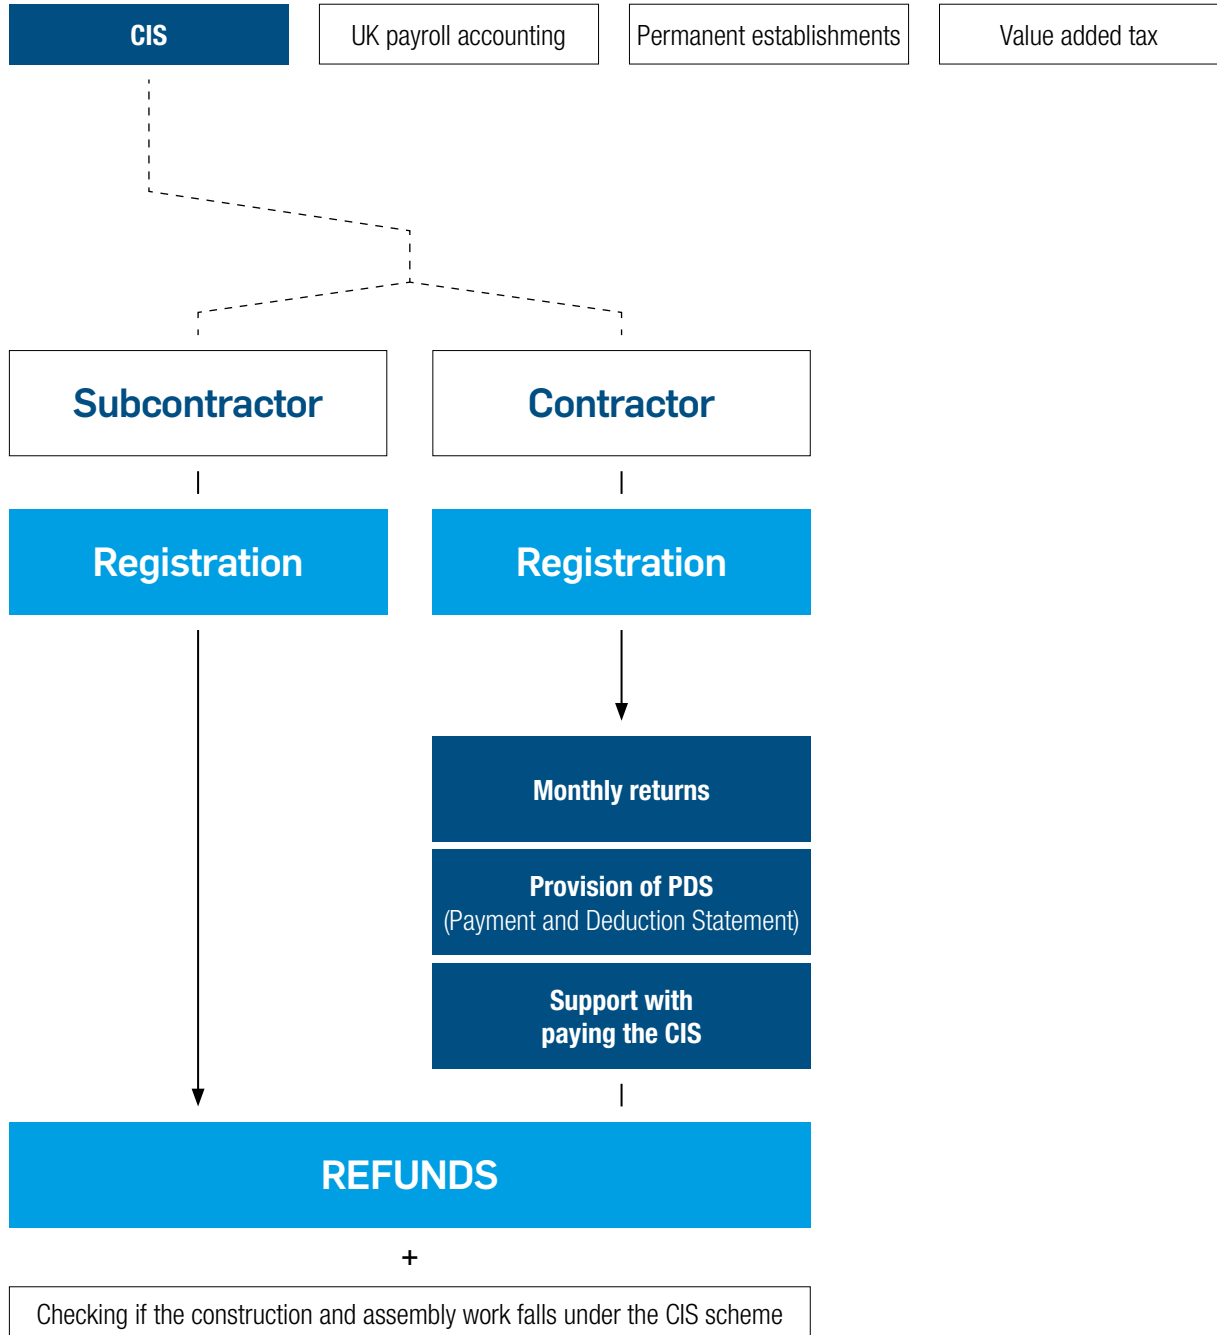 CIS
UK payroll accounting
Permanent establishments
Value added tax
Subcontractor
Contractor
Registration
Registration
Monthly returns
Provision of PDS
(Payment and Deduction Statement)
Support with
paying the CIS
REFUNDS
+
Checking if the construction and assembly work falls under the CIS scheme